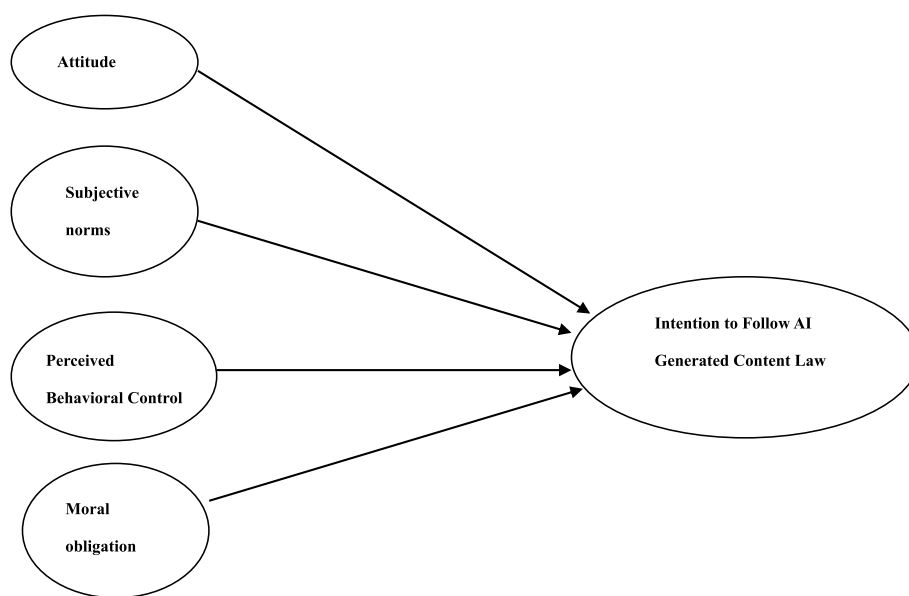 Attitude
Subjective
norms
Perceived
Behavioral Control
Moral
obligation
Intention to Follow AI
Generated Content Law